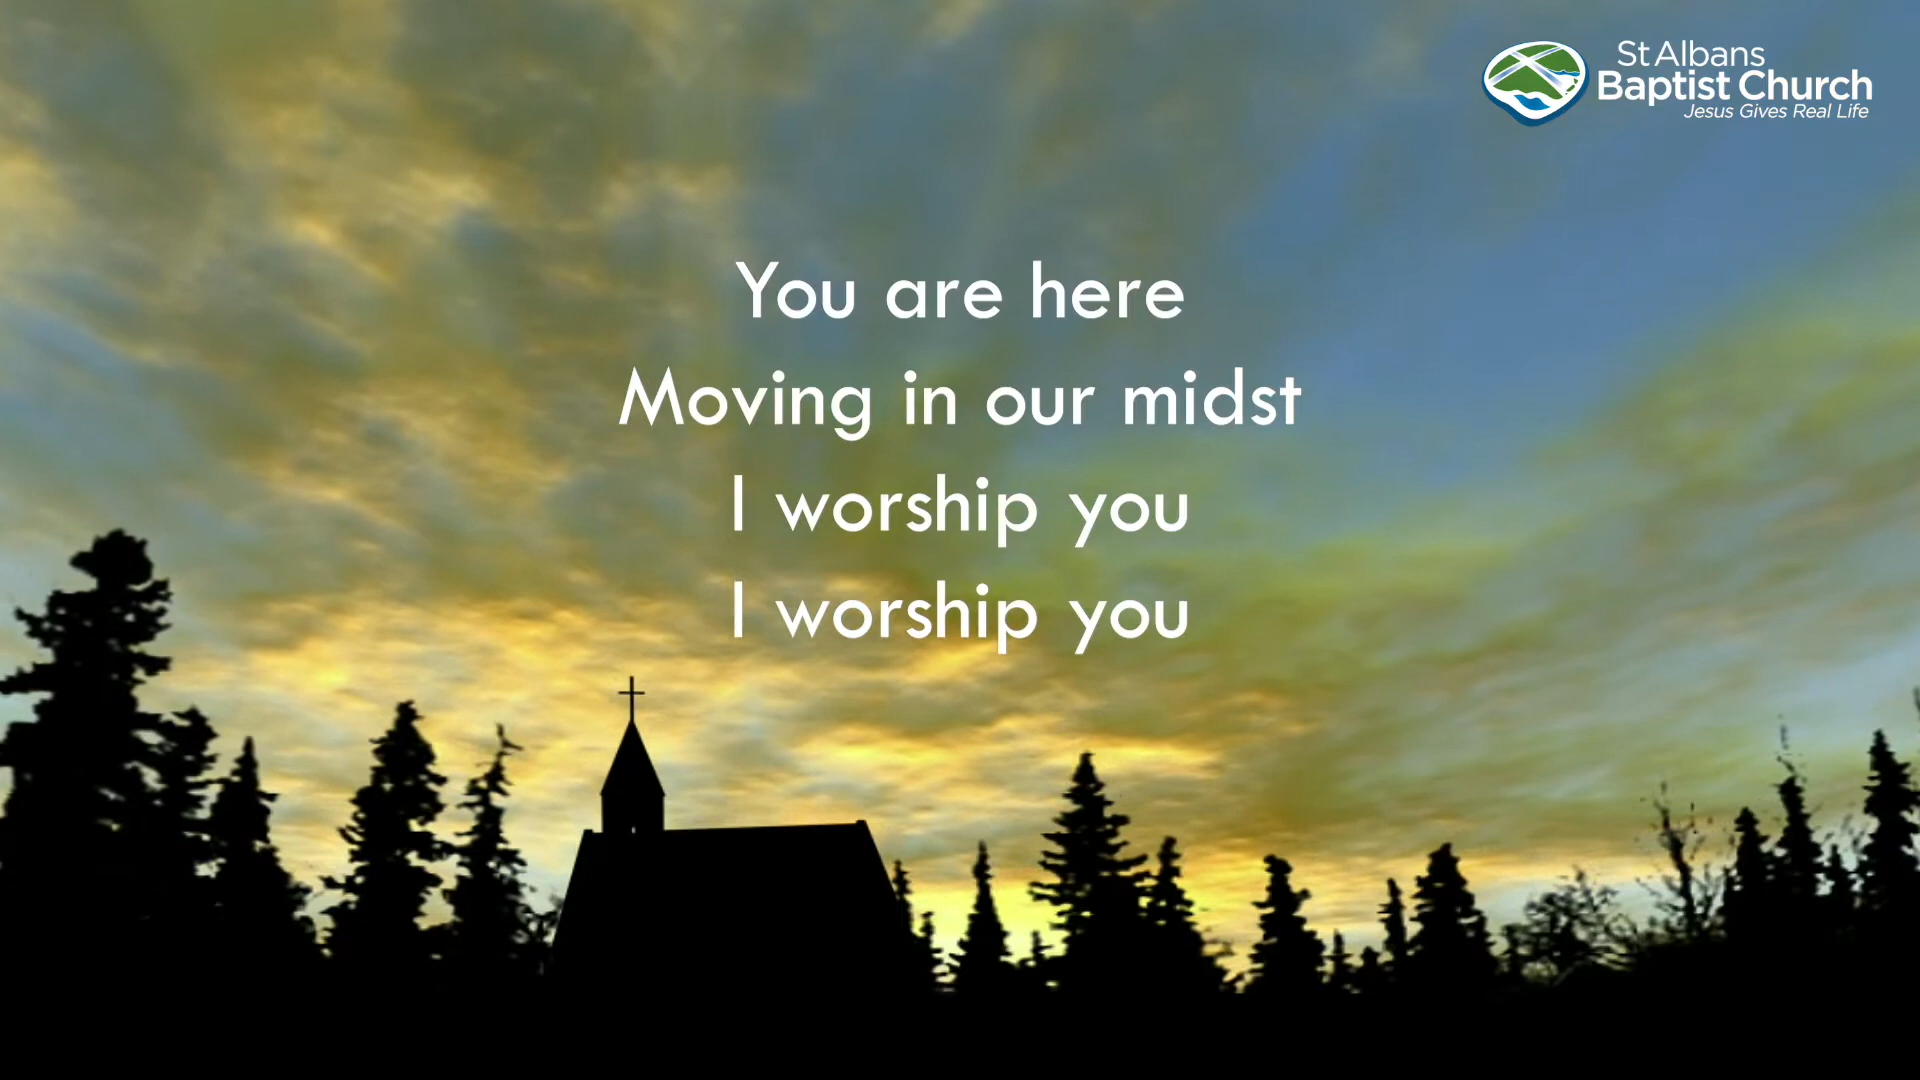 St Albans
Baptist Church
Jesus Gives Real Life
You are here
Moving in our midst
I worship you
I worship you